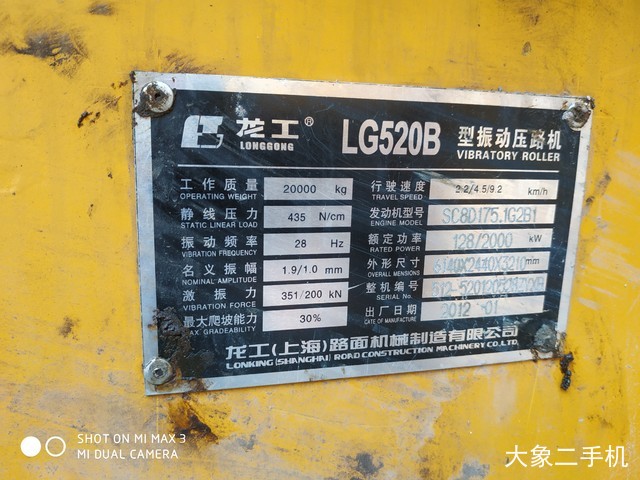 龙工® LG520B 型振动压路机
LONGGONG VIBRATORY ROLLER
工作质量 20000 kg 行驶速度 2.2/4.5/9.2 km/h
OPERATING WEIGHT TRAVEL SPEED
静线压力 435 N/cm 发动机型号 SC8D175.1G2B1
STATIC LINEAR LOAD ENGINE MODEL
振动频率 28 Hz 额定功率 128/2000 kW
VIBRATION FREQUENCY RATED POWER
名义振幅 1.9/1.0 mm 外形尺寸 mm
NOMINAL AMPLITUDE OVERALL MENSIONS
激振力 351/200 kN 整机编号
VIBRATION FORCE SERIAL No.
最大爬坡能力 30% 出厂日期 2012 01
MAX. GRADEABILITY DATE OF MANUFACTURE
龙工(上海)路面机械制造有限公司
LONKING (SHANGHAI) ROAD CONSTRUCTION MACHINERY CO.LTD.
SHOT ON MI MAX 3
MI DUAL CAMERA
大象二手机